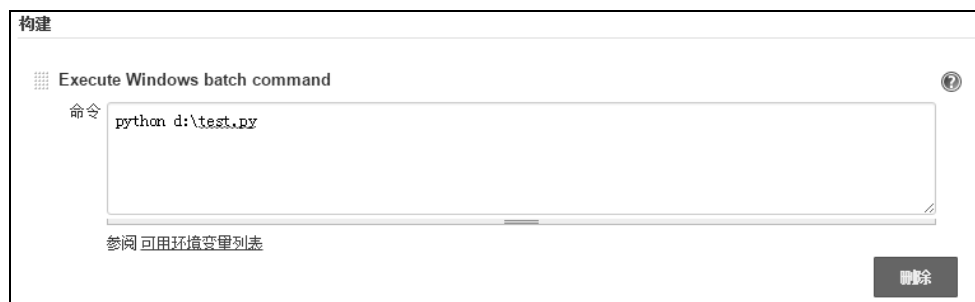 构建
Execute Windows batch command
命令
python d:\test.py
参阅 可用环境变量列表
删除